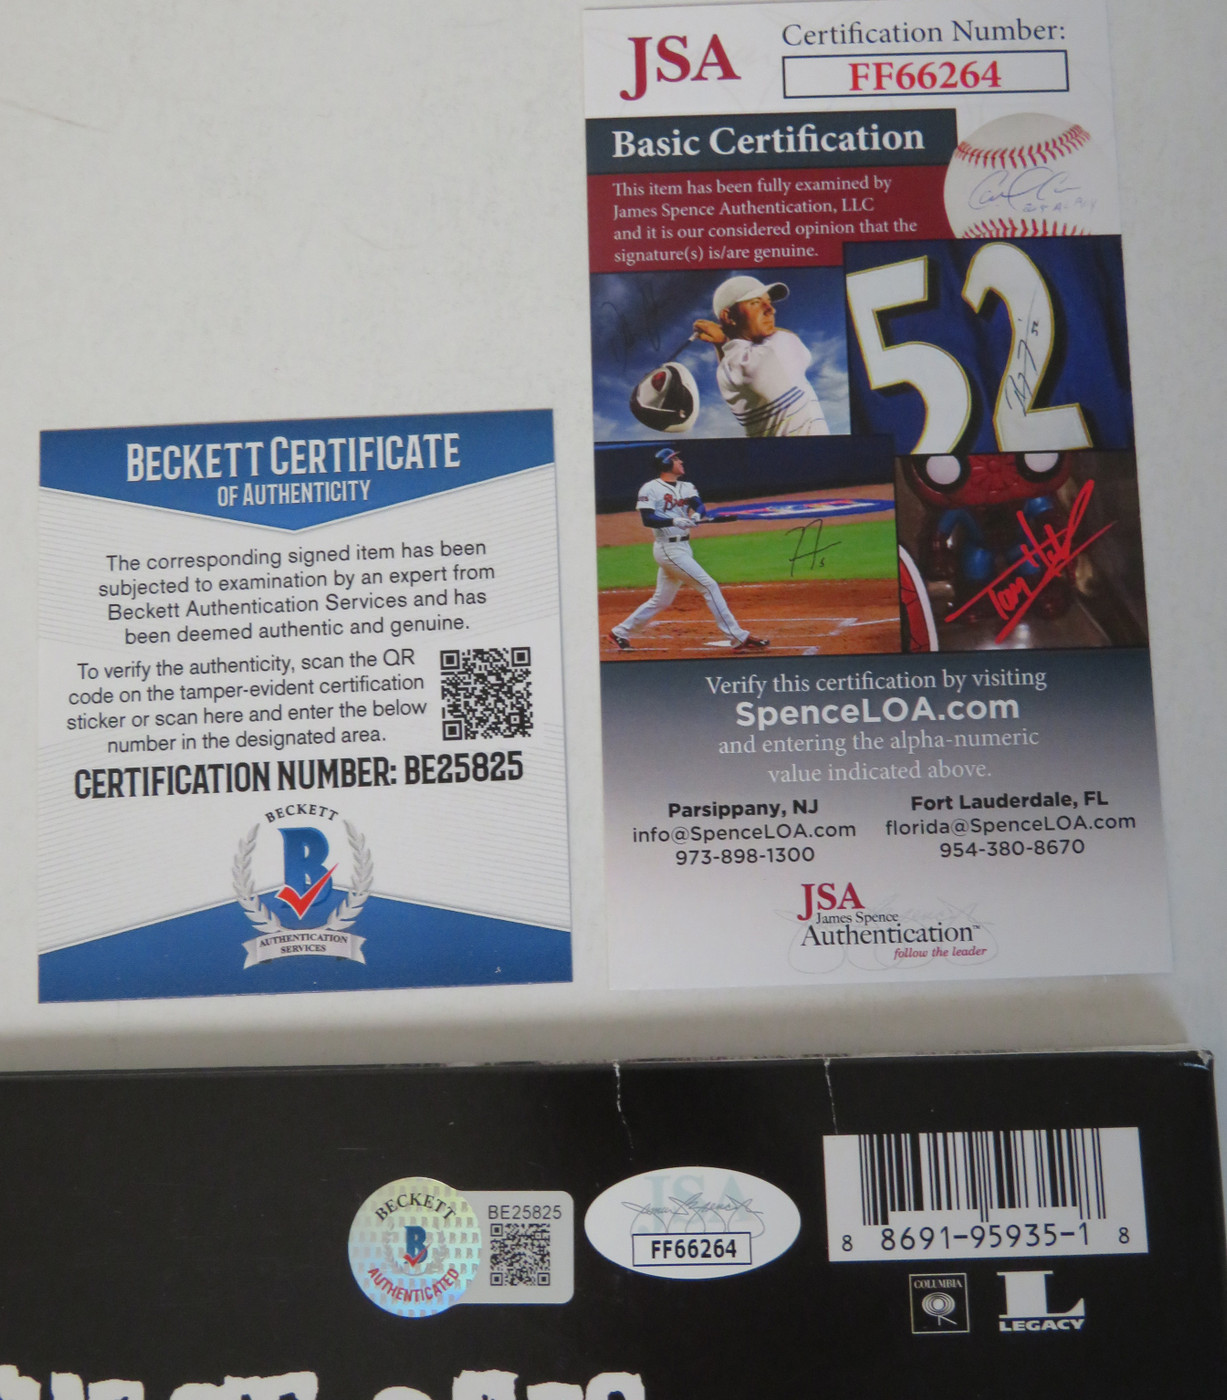 JSA
Certification Number:
FF66264
Basic Certification
This item has been fully examined by
James Spence Authentication, LLC
and it is our considered opinion that the
signature(s) is/are genuine.
52
52
Verify this certification by visiting
SpenceLOA.com
and entering the alpha-numeric
value indicated above.
Parsippany, NJ
info@SpenceLOA.com
973-898-1300
Fort Lauderdale, FL
florida@SpenceLOA.com
954-380-8670
JSA
James Spence
Authentication™
follow the leader
BECKETT CERTIFICATE
OF AUTHENTICITY
The corresponding signed item has been
subjected to examination by an expert from
Beckett Authentication Services and has
been deemed authentic and genuine.
To verify the authenticity, scan the QR
code on the tamper-evident certification
sticker or scan here and enter the below
number in the designated area.
CERTIFICATION NUMBER: BE25825
BECKETT
B
AUTHENTICATION
SERVICES
BECKETT
B
AUTHENTICATED
BE25825
JSA
FF66264
8 8691-95935-1 8
COLUMBIA
L
LEGACY